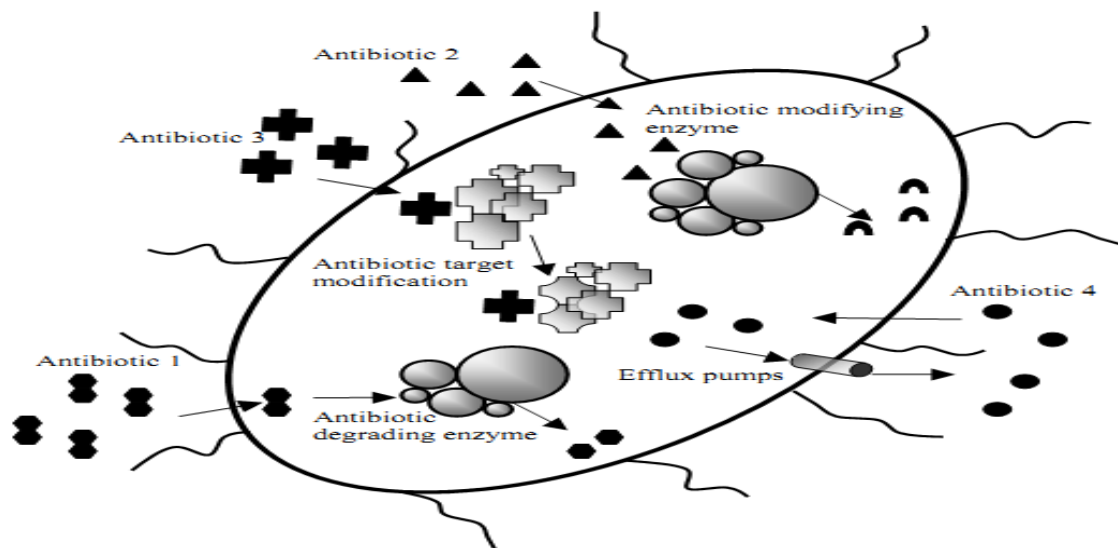 Antibiotic 2
Antibiotic modifying
enzyme
Antibiotic 3
Antibiotic target
modification
Antibiotic 4
Antibiotic 1
Efflux pumps
Antibiotic
degrading enzyme